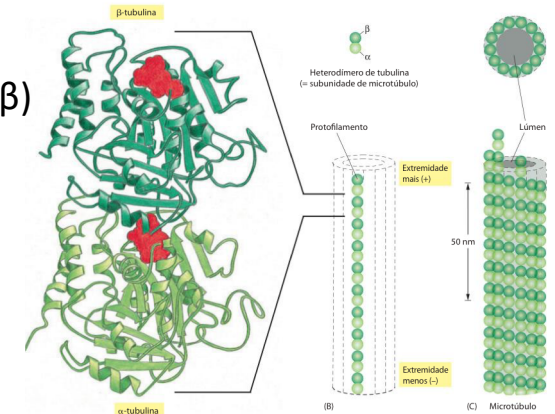 β-tubulina
β)
α-tubulina
β
α
Heterodímero de tubulina
(= subunidade de microtúbulo)
Protofilamento
Lúmen
Extremidade
mais (+)
50 nm
Extremidade
menos (–)
(B)
(C)
Microtúbulo